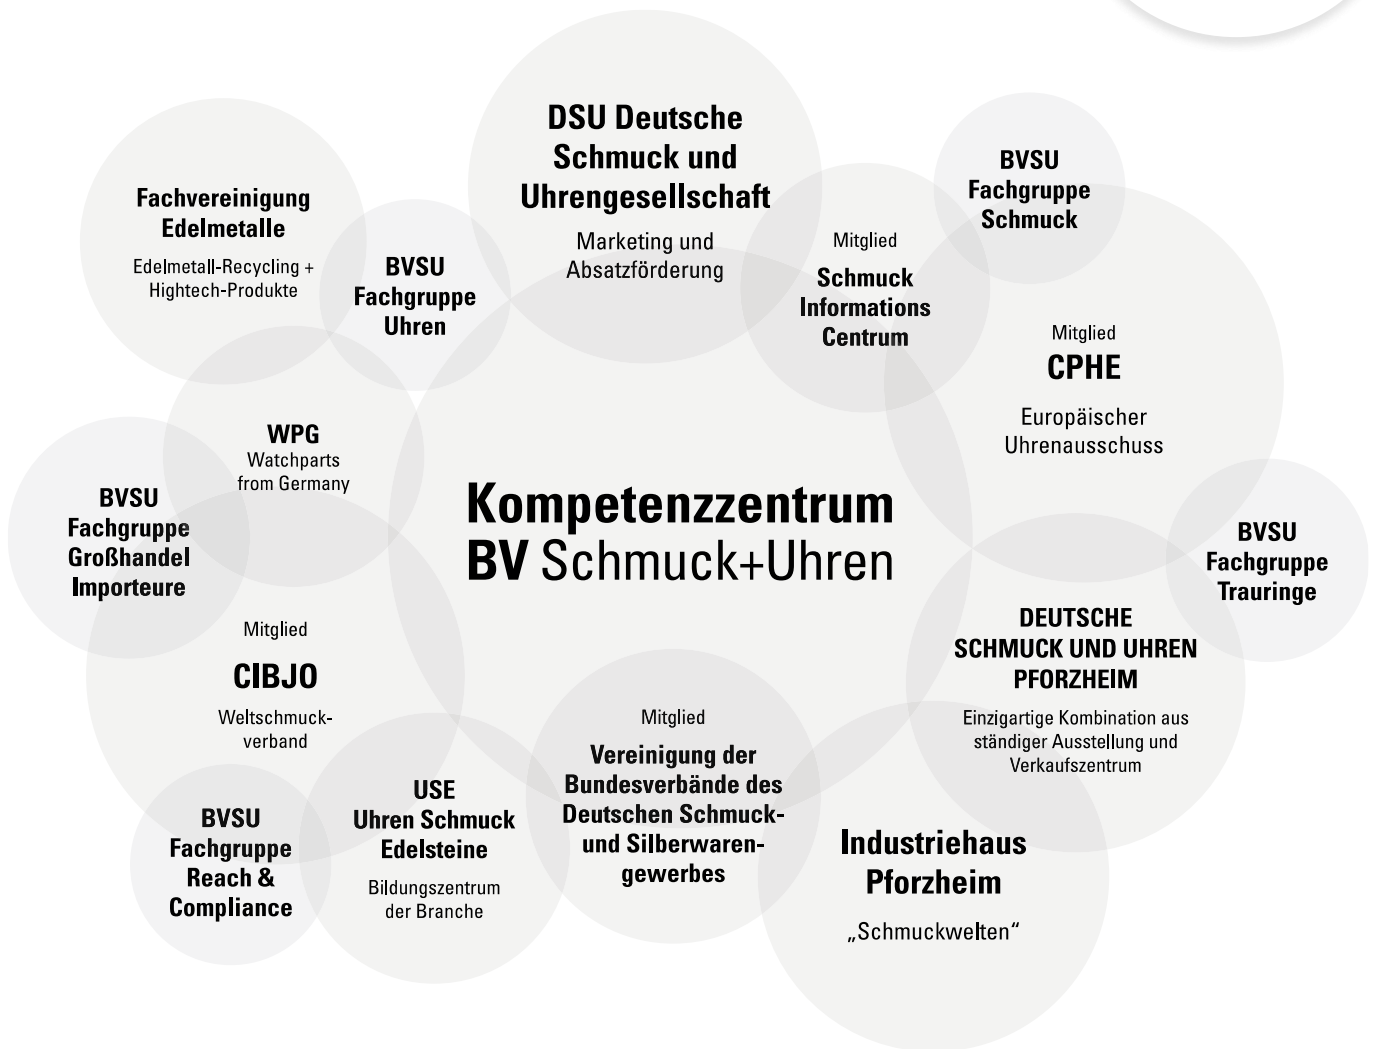 DSU Deutsche
Schmuck und
Uhrengesellschaft
Marketing und
Absatzförderung
BVSU
Fachgruppe
Schmuck
Fachvereinigung
Edelmetalle
Edelmetall-Recycling +
Hightech-Produkte
BVSU
Fachgruppe
Uhren
Mitglied
Schmuck
Informations
Centrum
Mitglied
CPHE
Europäischer
Uhrenausschuss
WPG
Watchparts
from Germany
BVSU
Fachgruppe
Großhandel
Importeure
Kompetenzzentrum
BV Schmuck+Uhren
BVSU
Fachgruppe
Trauringe
Mitglied
CIBJO
Weltschmuck-
verband
DEUTSCHE
SCHMUCK UND UHREN
PFORZHEIM
Einzigartige Kombination aus
ständiger Ausstellung und
Verkaufszentrum
Mitglied
Vereinigung der
Bundesverbände des
Deutschen Schmuck-
und Silberwaren-
gewerbes
BVSU
Fachgruppe
Reach &
Compliance
USE
Uhren Schmuck
Edelsteine
Bildungszentrum
der Branche
Industriehaus
Pforzheim
„Schmuckwelten“